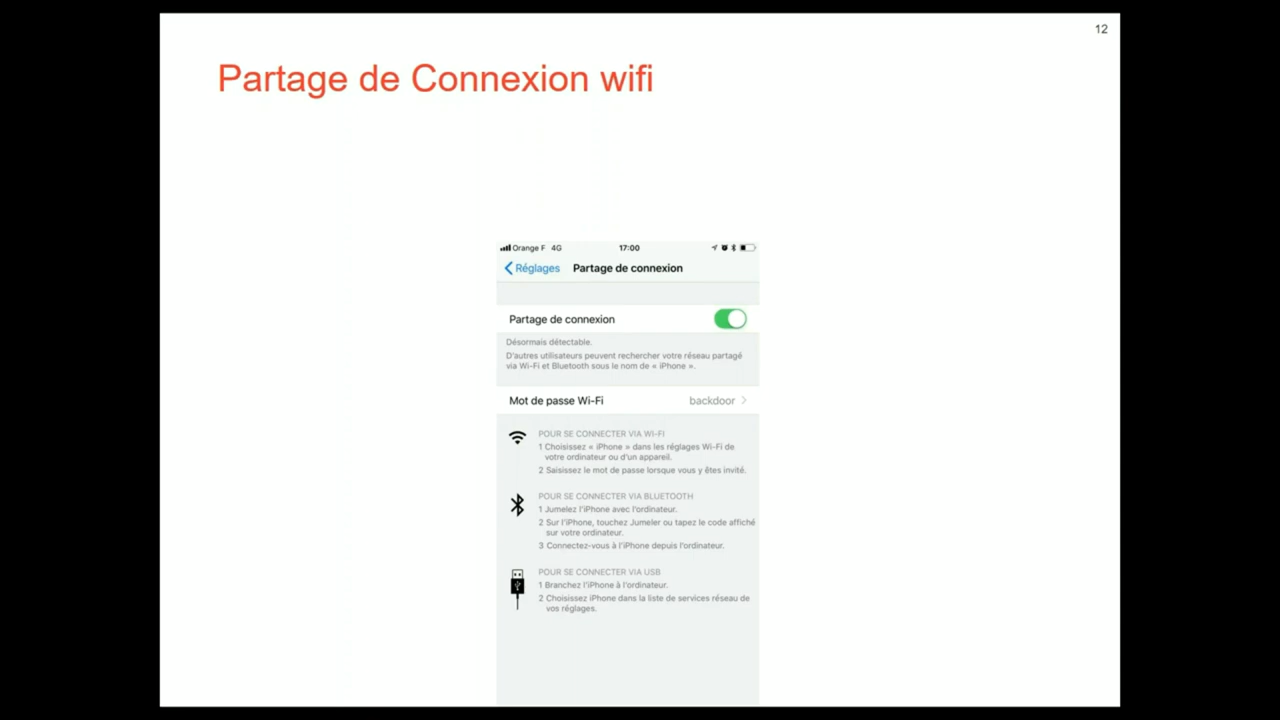 12
Partage de Connexion wifi
Orange F 4G 17:00
Réglages Partage de connexion
Partage de connexion
Désormais détectable.
D'autres utilisateurs peuvent rechercher votre réseau partagé
via Wi-Fi et Bluetooth sous le nom de « iPhone ».
Mot de passe Wi-Fi backdoor
POUR SE CONNECTER VIA WI-FI
1 Choisissez « iPhone » dans les réglages Wi-Fi de
votre ordinateur ou d'un appareil.
2 Saisissez le mot de passe lorsque vous y êtes invité.
POUR SE CONNECTER VIA BLUETOOTH
1 Jumelez l'iPhone avec l'ordinateur.
2 Sur l'iPhone, touchez Jumeler ou tapez le code affiché
sur votre ordinateur.
3 Connectez-vous à l'iPhone depuis l'ordinateur.
POUR SE CONNECTER VIA USB
1 Branchez l'iPhone à l'ordinateur.
2 Choisissez iPhone dans la liste de services réseau de
vos réglages.